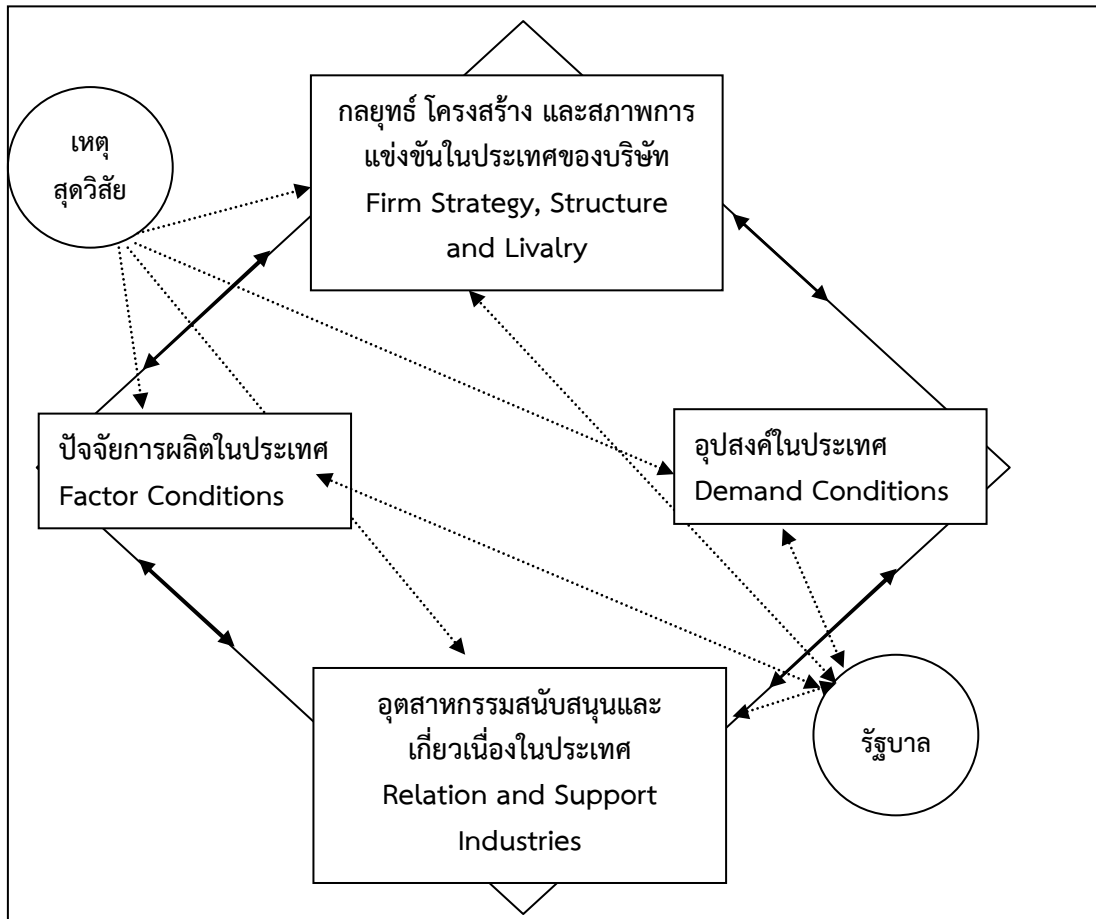 เหตุ
สุดวิสัย
กลยุทธ์ โครงสร้าง และสภาพการ
แข่งขันในประเทศของบริษัท
Firm Strategy, Structure
and Livalry
ปัจจัยการผลิตในประเทศ
Factor Conditions
อุปสงค์ในประเทศ
Demand Conditions
อุตสาหกรรมสนับสนุนและ
เกี่ยวเนื่องในประเทศ
Relation and Support
Industries
รัฐบาล